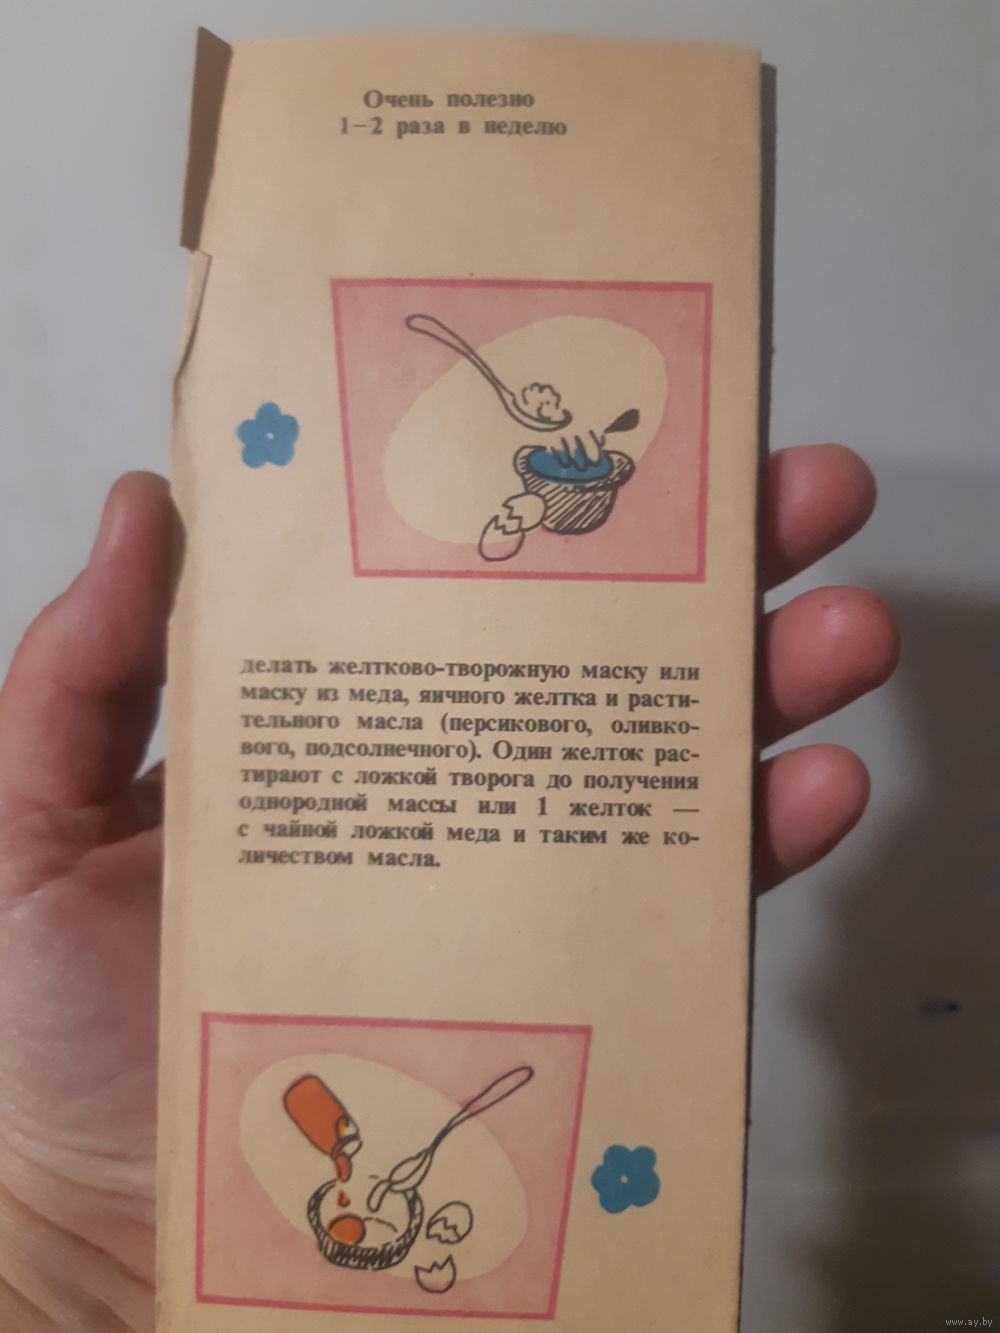 Очень полезно
1—2 раза в неделю
делать желтково-творожную маску или
маску из меда, яичного желтка и расти-
тельного масла (персикового, оливко-
вого, подсолнечного). Один желток рас-
тирают с ложкой творога до получения
однородной массы или 1 желток —
с чайной ложкой меда и таким же ко-
личеством масла.
www.ay.by